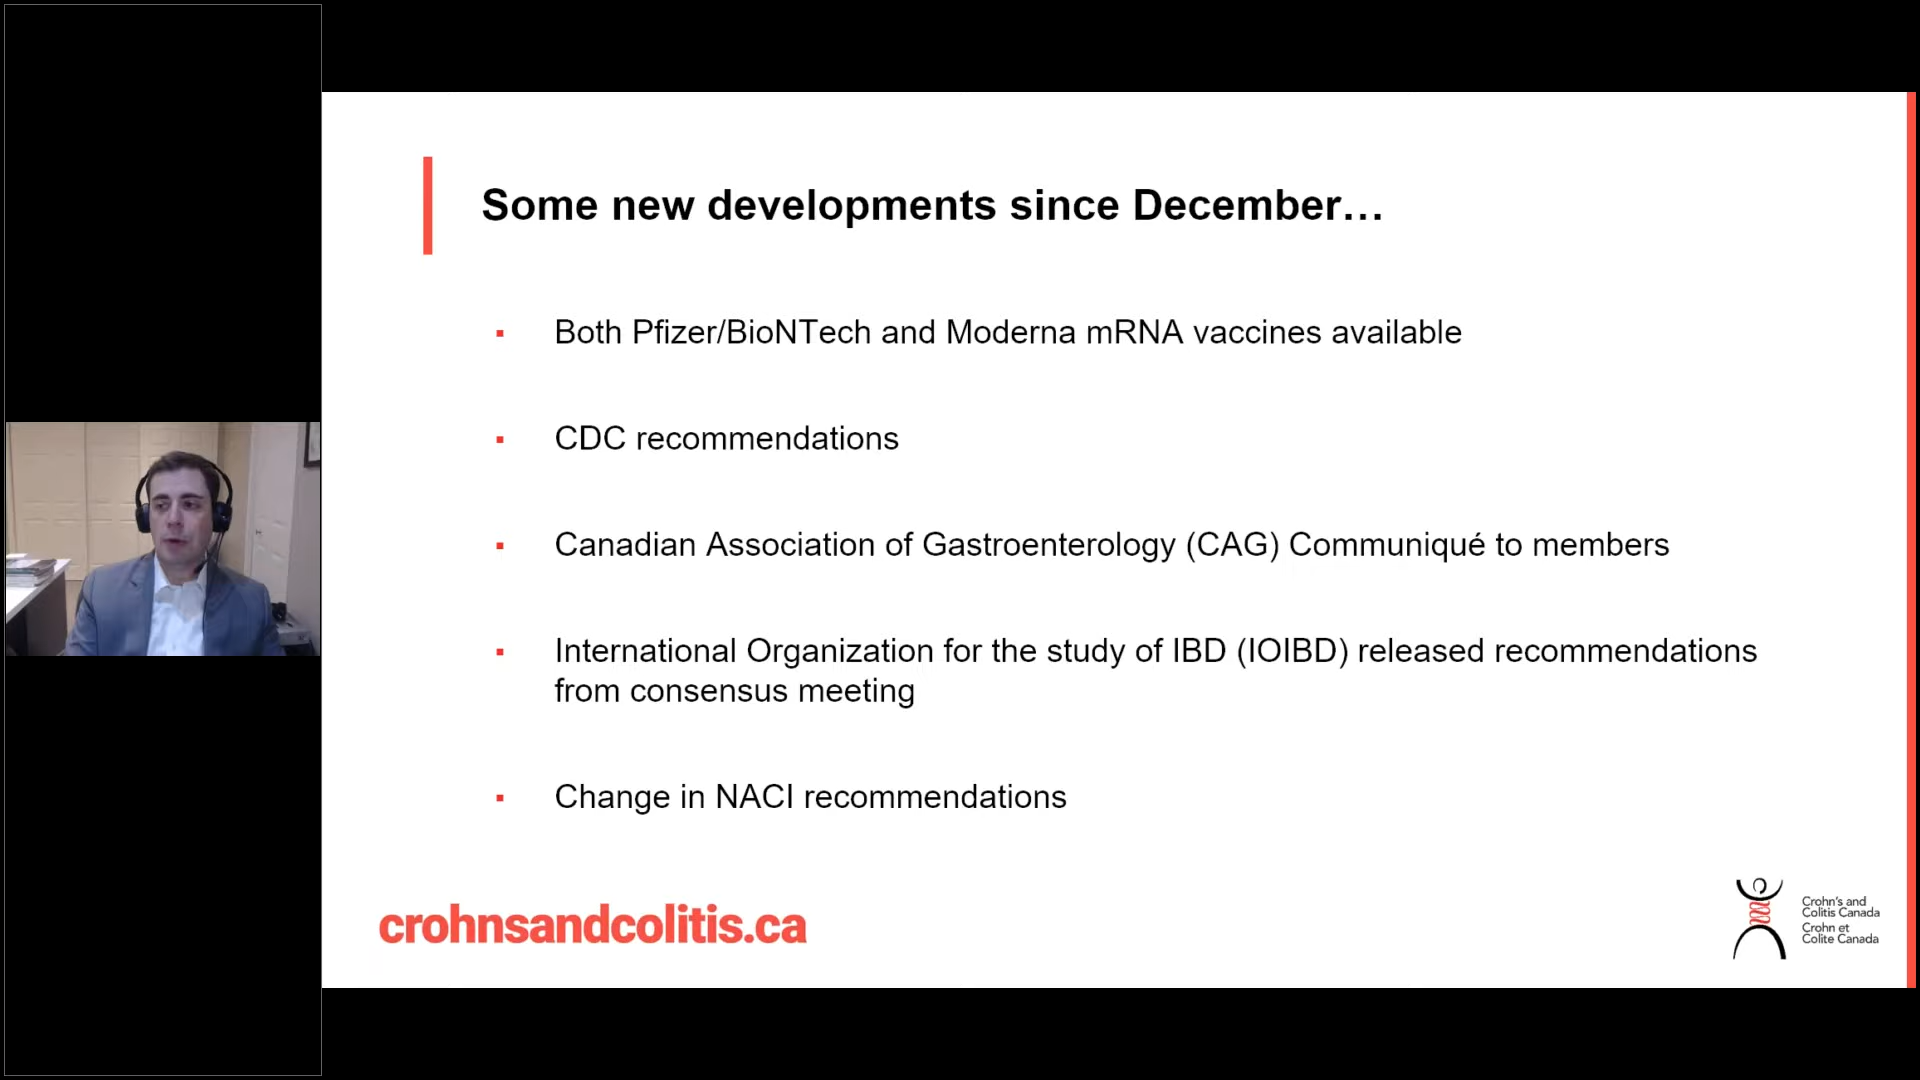 Some new developments since December…
Both Pfizer/BioNTech and Moderna mRNA vaccines available
CDC recommendations
Canadian Association of Gastroenterology (CAG) Communiqué to members
International Organization for the study of IBD (IOIBD) released recommendations
from consensus meeting
Change in NACI recommendations
crohnsandcolitis.ca
Crohn's and
Colitis Canada
Crohn et
Colite Canada